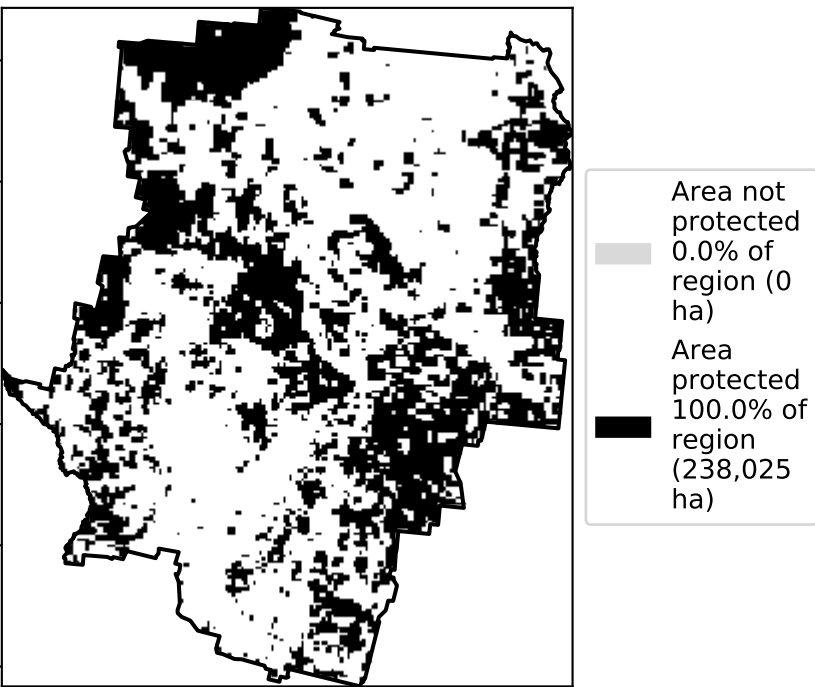 Area not
protected
0.0% of
region (0
ha)
Area
protected
100.0% of
region
(238,025
ha)